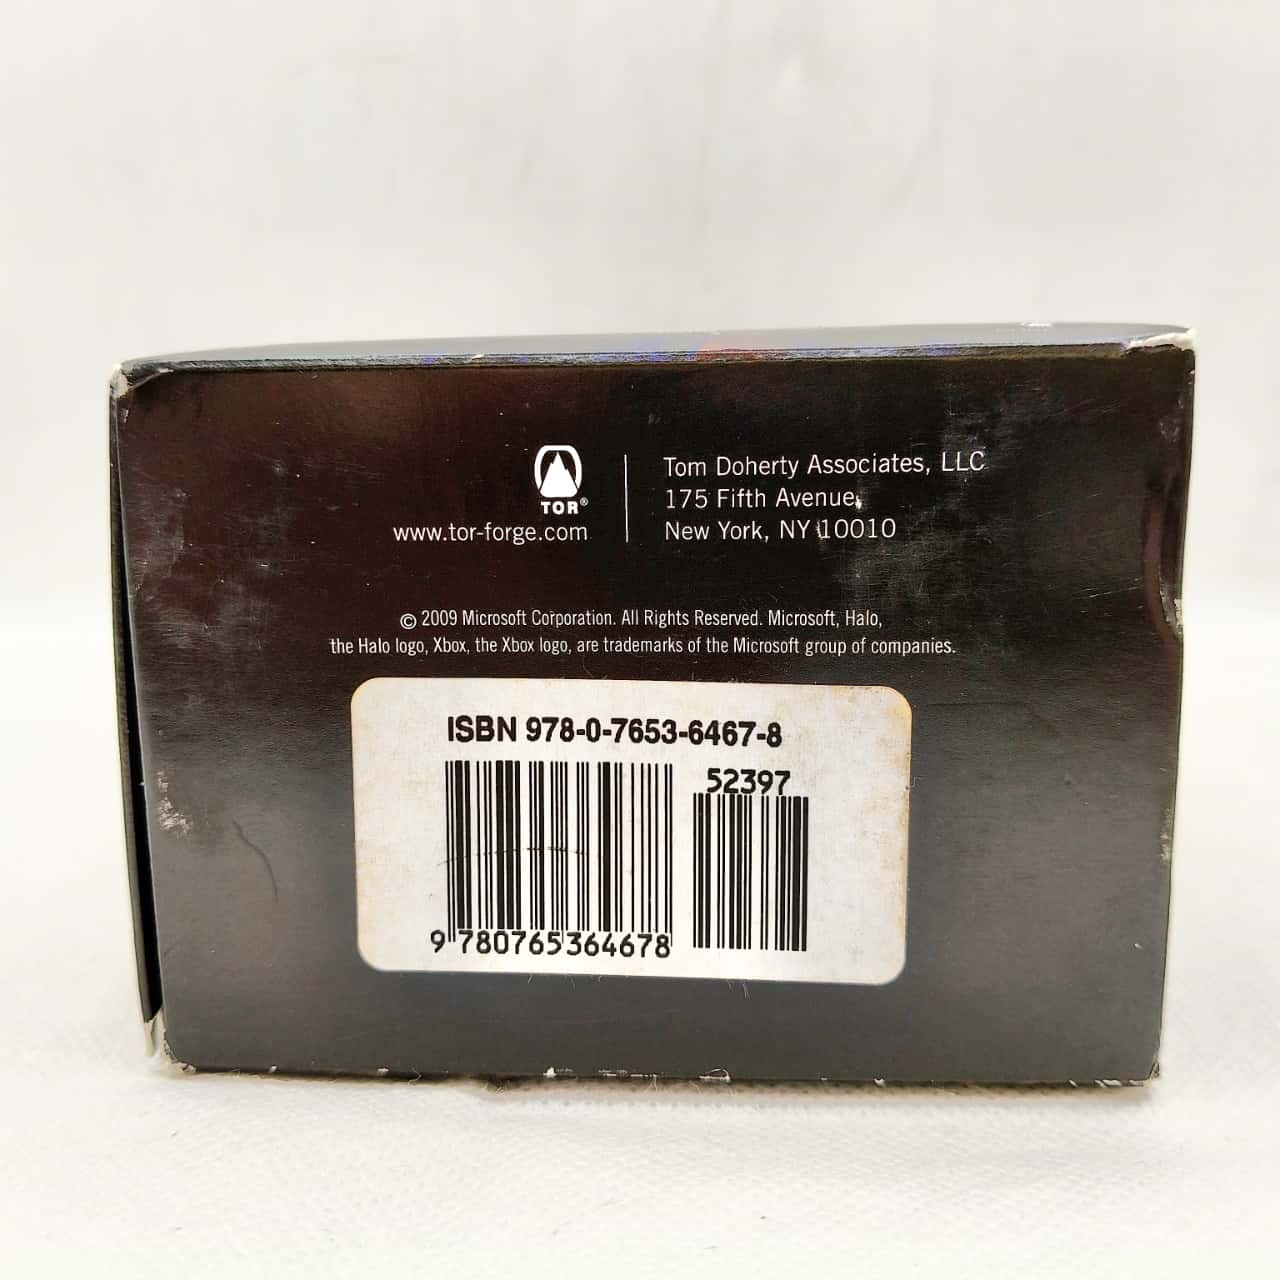 TOR®
www.tor-forge.com
Tom Doherty Associates, LLC
175 Fifth Avenue,
New York, NY 10010
© 2009 Microsoft Corporation. All Rights Reserved. Microsoft, Halo,
the Halo logo, Xbox, the Xbox logo, are trademarks of the Microsoft group of companies.
ISBN 978-0-7653-6467-8
52397
9 780765 364678